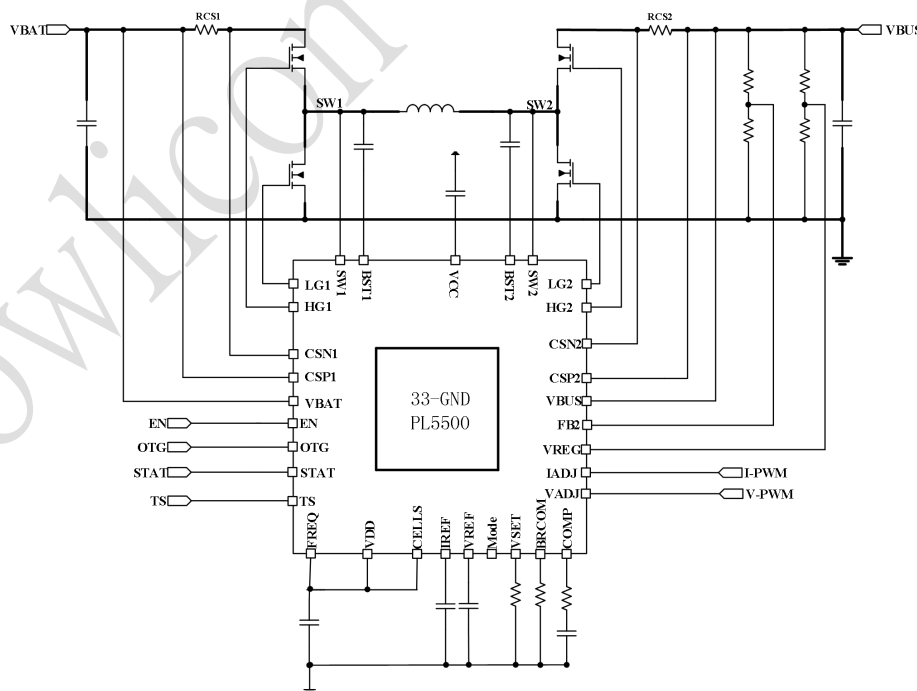 RCS1
RCS2
VBAT
VBUS
SW1
SW2
SW1
BST1
VCC
BST2
SW2
LG1
LG2
HG1
HG2
CSN1
CSN2
CSP1
CSP2
VBAT
VBUS
33-GND
PL5500
EN
EN
FB2
OTG
OTG
VREG
STAT
STAT
IADJ
I-PWM
TS
TS
VADJ
V-PWM
FREQ
VDD
CELLS
IREF
VREF
Mode
VSET
BRCOM
COMP
owlicon